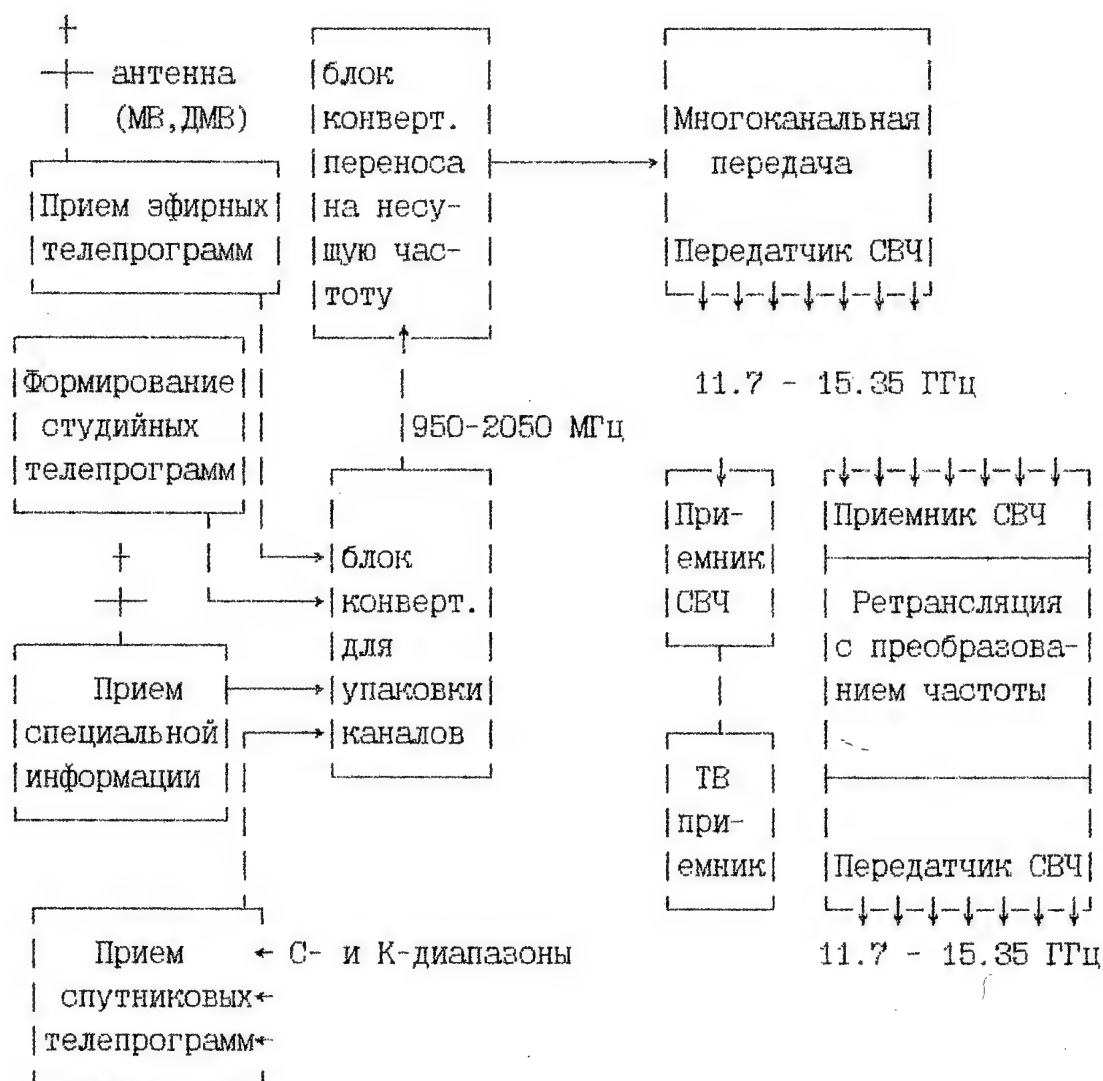 антенна
(МВ,ДМВ)
Прием эфирных
телепрограмм
Формирование
студийных
телепрограмм
Прием
специальной
информации
Прием
спутниковых
телепрограмм
С- и К-диапазоны
блок
конверт.
переноса
на несу-
щую час-
тоту
950-2050 МГц
блок
конверт.
для
упаковки
каналов
Многоканальная
передача
Передатчик СВЧ
11.7 - 15.35 ГГц
При-
емник
СВЧ
ТВ
при-
емник
Приемник СВЧ
Ретрансляция
с преобразова-
нием частоты
Передатчик СВЧ
11.7 - 15.35 ГГц